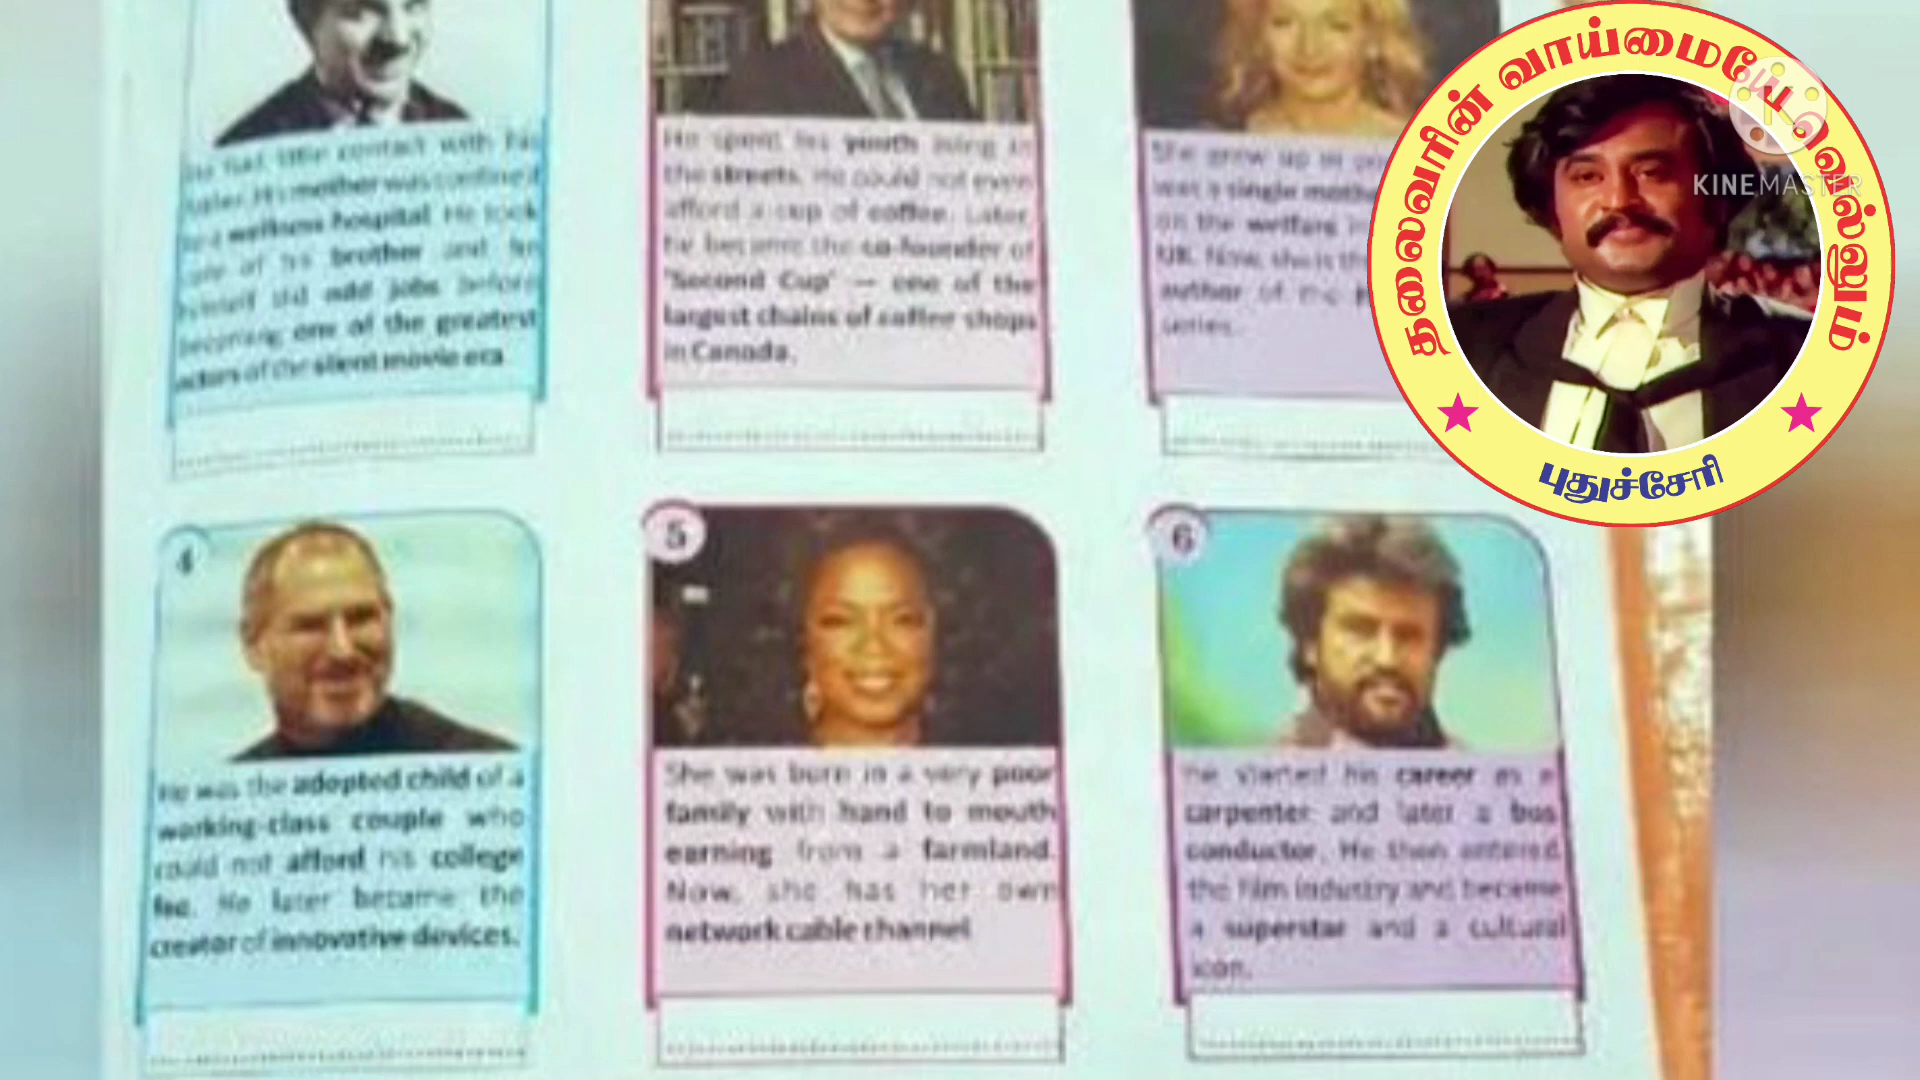 He had little contact with his
father. His mother was confined
to a wellness hospital. He took
care of his brother and he
himself did odd jobs before
becoming one of the greatest
actors of the silent movie era
He spent his youth living in
the streets. He could not even
afford a cup of coffee. Later,
he became the co-founder of
'Second Cup' — one of the
largest chains of coffee shops
in Canada.
She grew up in
was a single
on the welfare
UK. Now, she is
author of the
series.
தலைவரின் வாய்மையே வெல்லும்
புதுச்சேரி
KINEMASTER
4
He was the adopted child of a
working-class couple who
could not afford his college
fee. He later became the
creator of innovative devices.
5
She was born in a very poor
family with hand to mouth
earning from a farmland.
Now, she has her own
network cable channel
6
He started his career as a
carpenter and later a bus
conductor. He then entered
the film industry and became
a superstar and a cultural
icon.